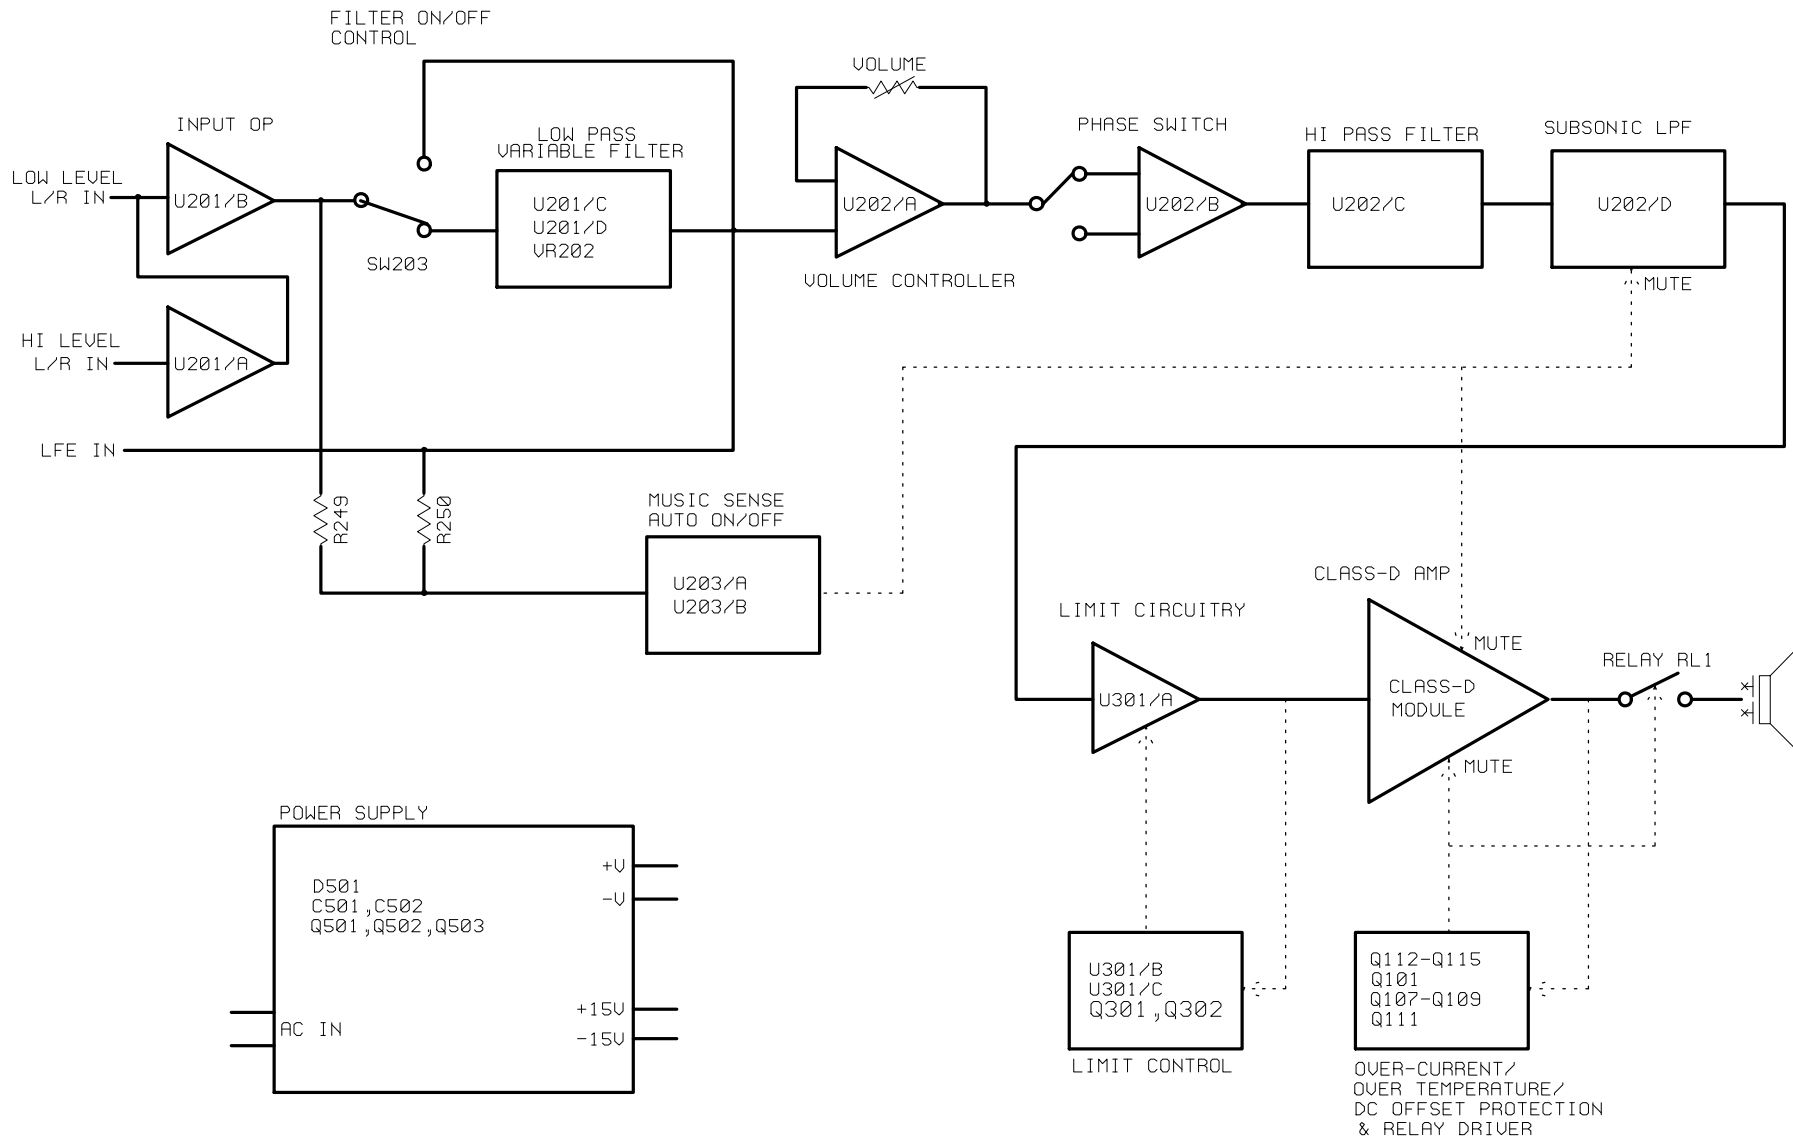 FILTER ON/OFF
CONTROL
VOLUME
INPUT OP
LOW PASS
VARIABLE FILTER
PHASE SWITCH
HI PASS FILTER
SUBSONIC LPF
LOW LEVEL
L/R IN
U201/B
U201/C
U201/D
VR202
U202/A
U202/B
U202/C
U202/D
SW203
VOLUME CONTROLLER
MUTE
HI LEVEL
L/R IN
U201/A
LFE IN
R249
R250
MUSIC SENSE
AUTO ON/OFF
U203/A
U203/B
CLASS-D AMP
LIMIT CIRCUITRY
MUTE
RELAY RL1
U301/A
CLASS-D
MODULE
MUTE
POWER SUPPLY
+V
-V
D501
C501,C502
Q501,Q502,Q503
+15V
-15V
AC IN
U301/B
U301/C
Q301,Q302
LIMIT CONTROL
Q112-Q115
Q101
Q107-Q109
Q111
OVER-CURRENT/
OVER TEMPERATURE/
DC OFFSET PROTECTION
& RELAY DRIVER